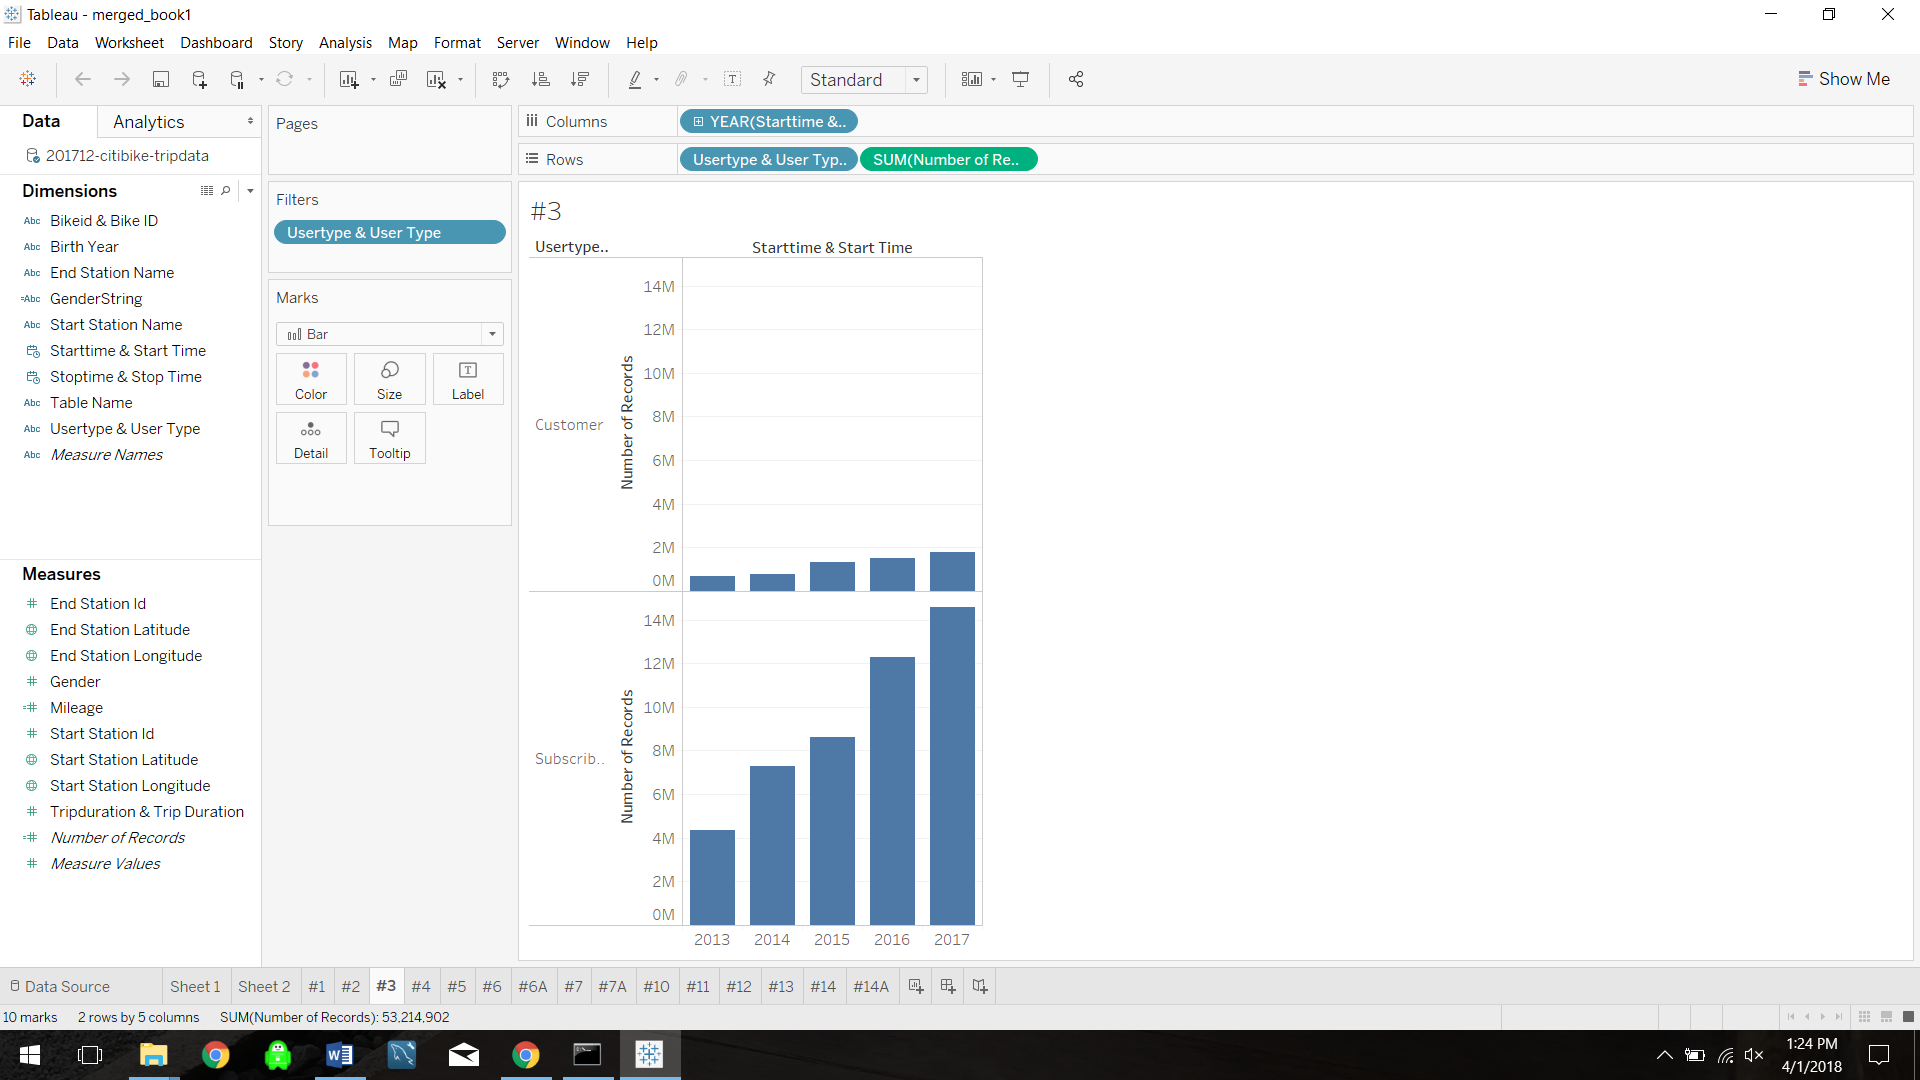 Tableau - merged_book1
File Data Worksheet Dashboard Story Analysis Map Format Server Window Help
Standard
Show Me
Data Analytics
201712-citibike-tripdata
Dimensions
Abc Bikeid & Bike ID
Abc Birth Year
Abc End Station Name
=Abc GenderString
Abc Start Station Name
Starttime & Start Time
Stoptime & Stop Time
Abc Table Name
Abc Usertype & User Type
Abc Measure Names
Measures
# End Station Id
End Station Latitude
End Station Longitude
# Gender
=# Mileage
# Start Station Id
Start Station Latitude
Start Station Longitude
# Tripduration & Trip Duration
=# Number of Records
# Measure Values
Pages
Filters
Usertype & User Type
Marks
Bar
Color Size Label
Detail Tooltip
Columns YEAR(Starttime &..
Rows Usertype & User Typ.. SUM(Number of Re..
#3
Usertype.. Starttime & Start Time
Customer
Number of Records
14M
12M
10M
8M
6M
4M
2M
0M
Subscrib..
Number of Records
14M
12M
10M
8M
6M
4M
2M
0M
2013 2014 2015 2016 2017
Data Source Sheet 1 Sheet 2 #1 #2 #3 #4 #5 #6 #6A #7 #7A #10 #11 #12 #13 #14 #14A
10 marks 2 rows by 5 columns SUM(Number of Records): 53,214,902
1:24 PM
4/1/2018